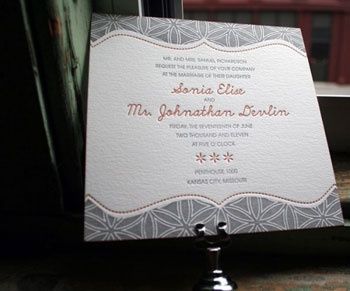 MR. AND MRS. SAMUEL RICHARDSON
REQUEST THE PLEASURE OF YOUR COMPANY
AT THE MARRIAGE OF THEIR DAUGHTER
Sonia Elise
AND
Mr. Johnathan Devlin
FRIDAY, THE SEVENTEENTH OF JUNE
TWO THOUSAND AND ELEVEN
AT FIVE O'CLOCK
PENTHOUSE, 1000
KANSAS CITY, MISSOURI